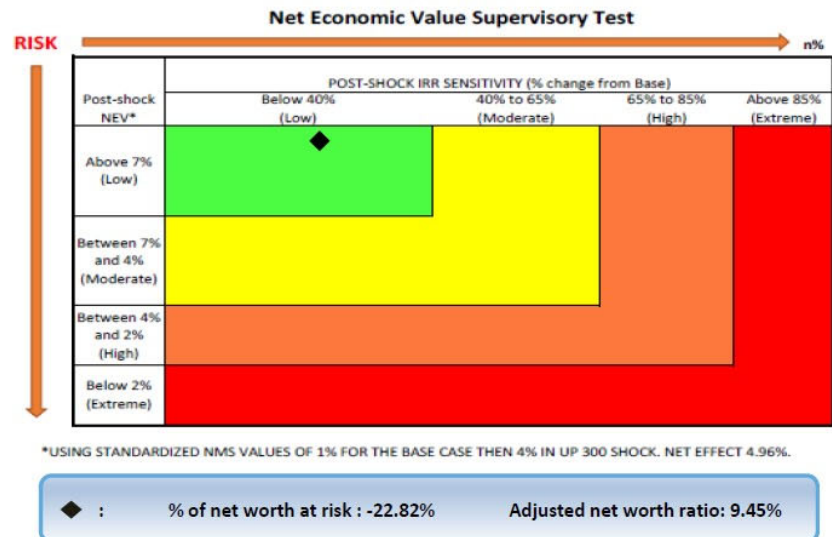 Net Economic Value Supervisory Test
RISK
n%
POST-SHOCK IRR SENSITIVITY (% change from Base)
Post-shock
NEV*
Below 40%
(Low)
40% to 65%
(Moderate)
65% to 85%
(High)
Above 85%
(Extreme)
Above 7%
(Low)
Between 7%
and 4%
(Moderate)
Between 4%
and 2%
(High)
Below 2%
(Extreme)
*USING STANDARDIZED NMS VALUES OF 1% FOR THE BASE CASE THEN 4% IN UP 300 SHOCK. NET EFFECT 4.96%.
: % of net worth at risk : -22.82% Adjusted net worth ratio: 9.45%